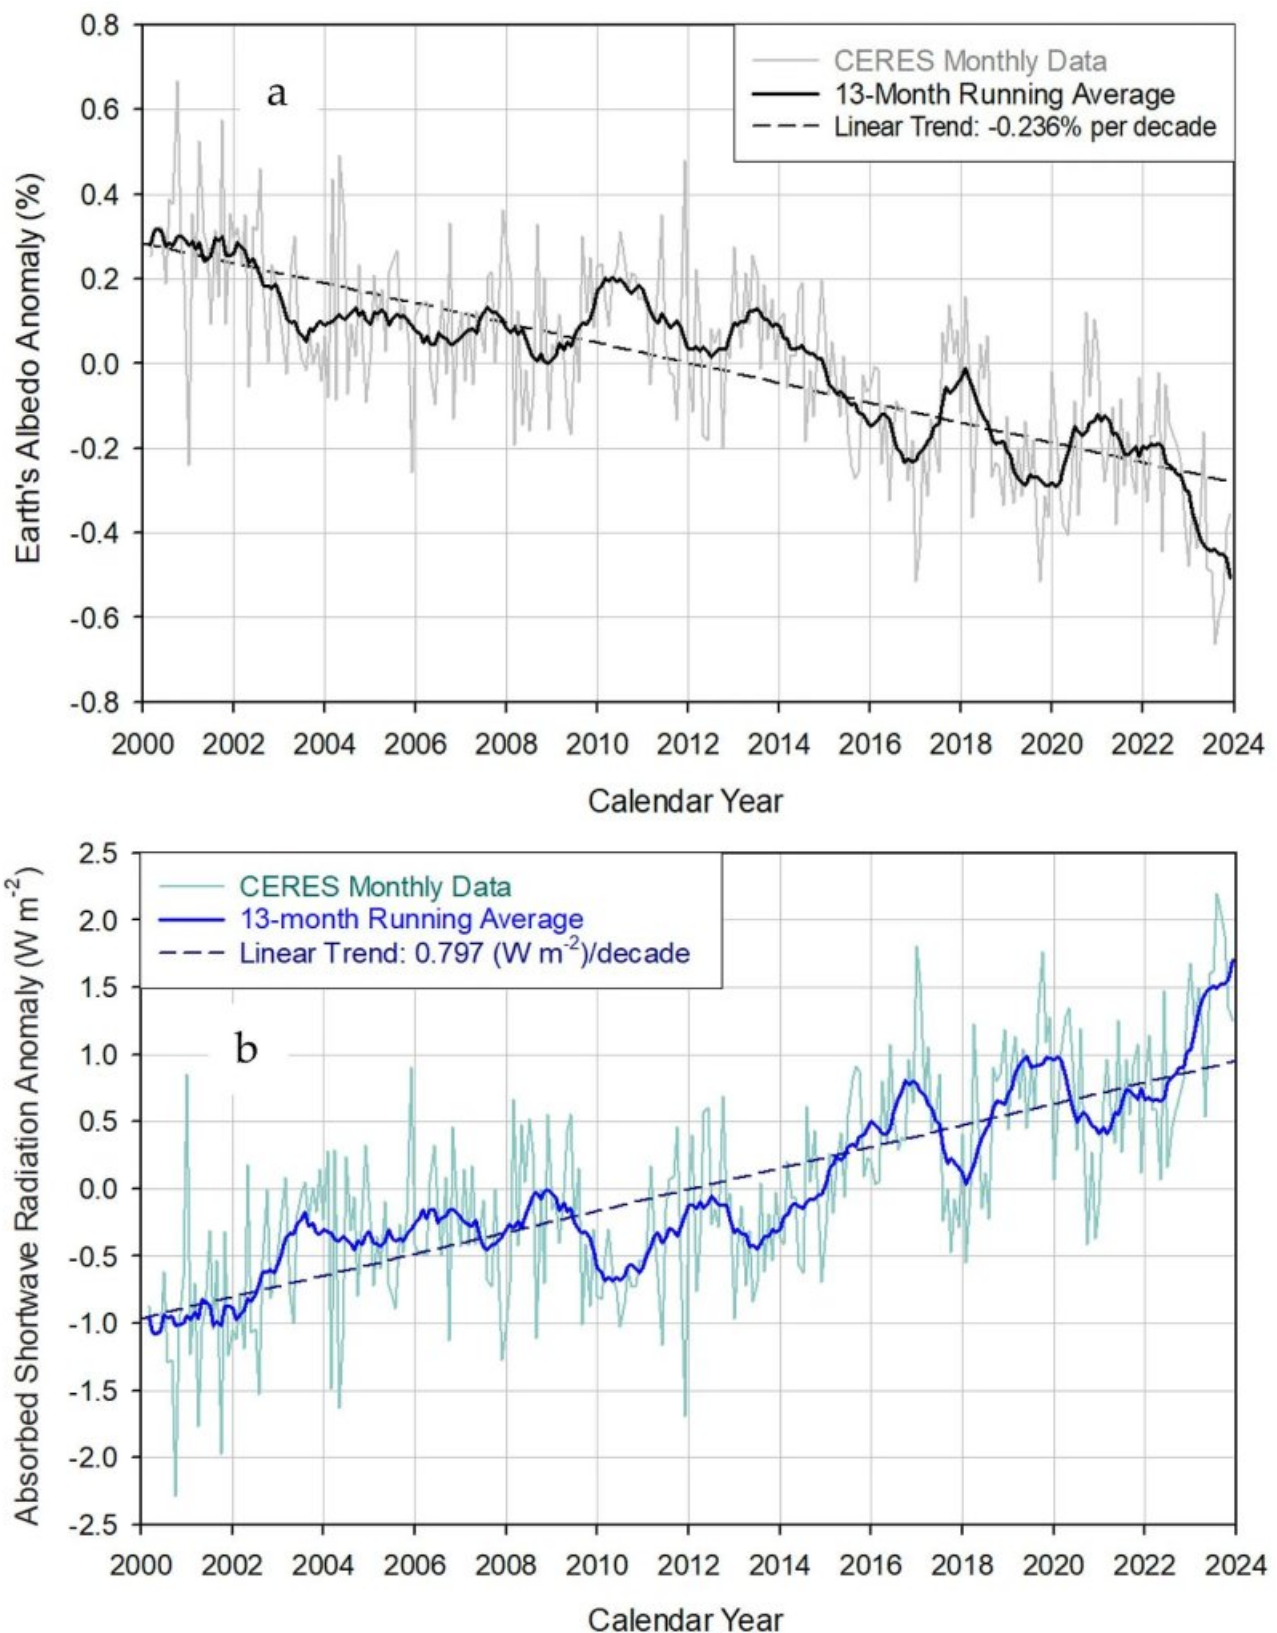 0.8
CERES Monthly Data
a
13-Month Running Average
0.6
Linear Trend: -0.236% per decade
0.4
0.2
0.0
-0.2
-0.4
-0.6
-0.8
Earth's Albedo Anomaly (%)
2000 2002 2004 2006 2008 2010 2012 2014 2016 2018 2020 2022 2024
Calendar Year
2.5
CERES Monthly Data
2.0
13-month Running Average
Linear Trend: 0.797 (W m⁻²)/decade
1.5
b
1.0
0.5
0.0
-0.5
-1.0
-1.5
-2.0
-2.5
Absorbed Shortwave Radiation Anomaly (W m⁻²)
2000 2002 2004 2006 2008 2010 2012 2014 2016 2018 2020 2022 2024
Calendar Year